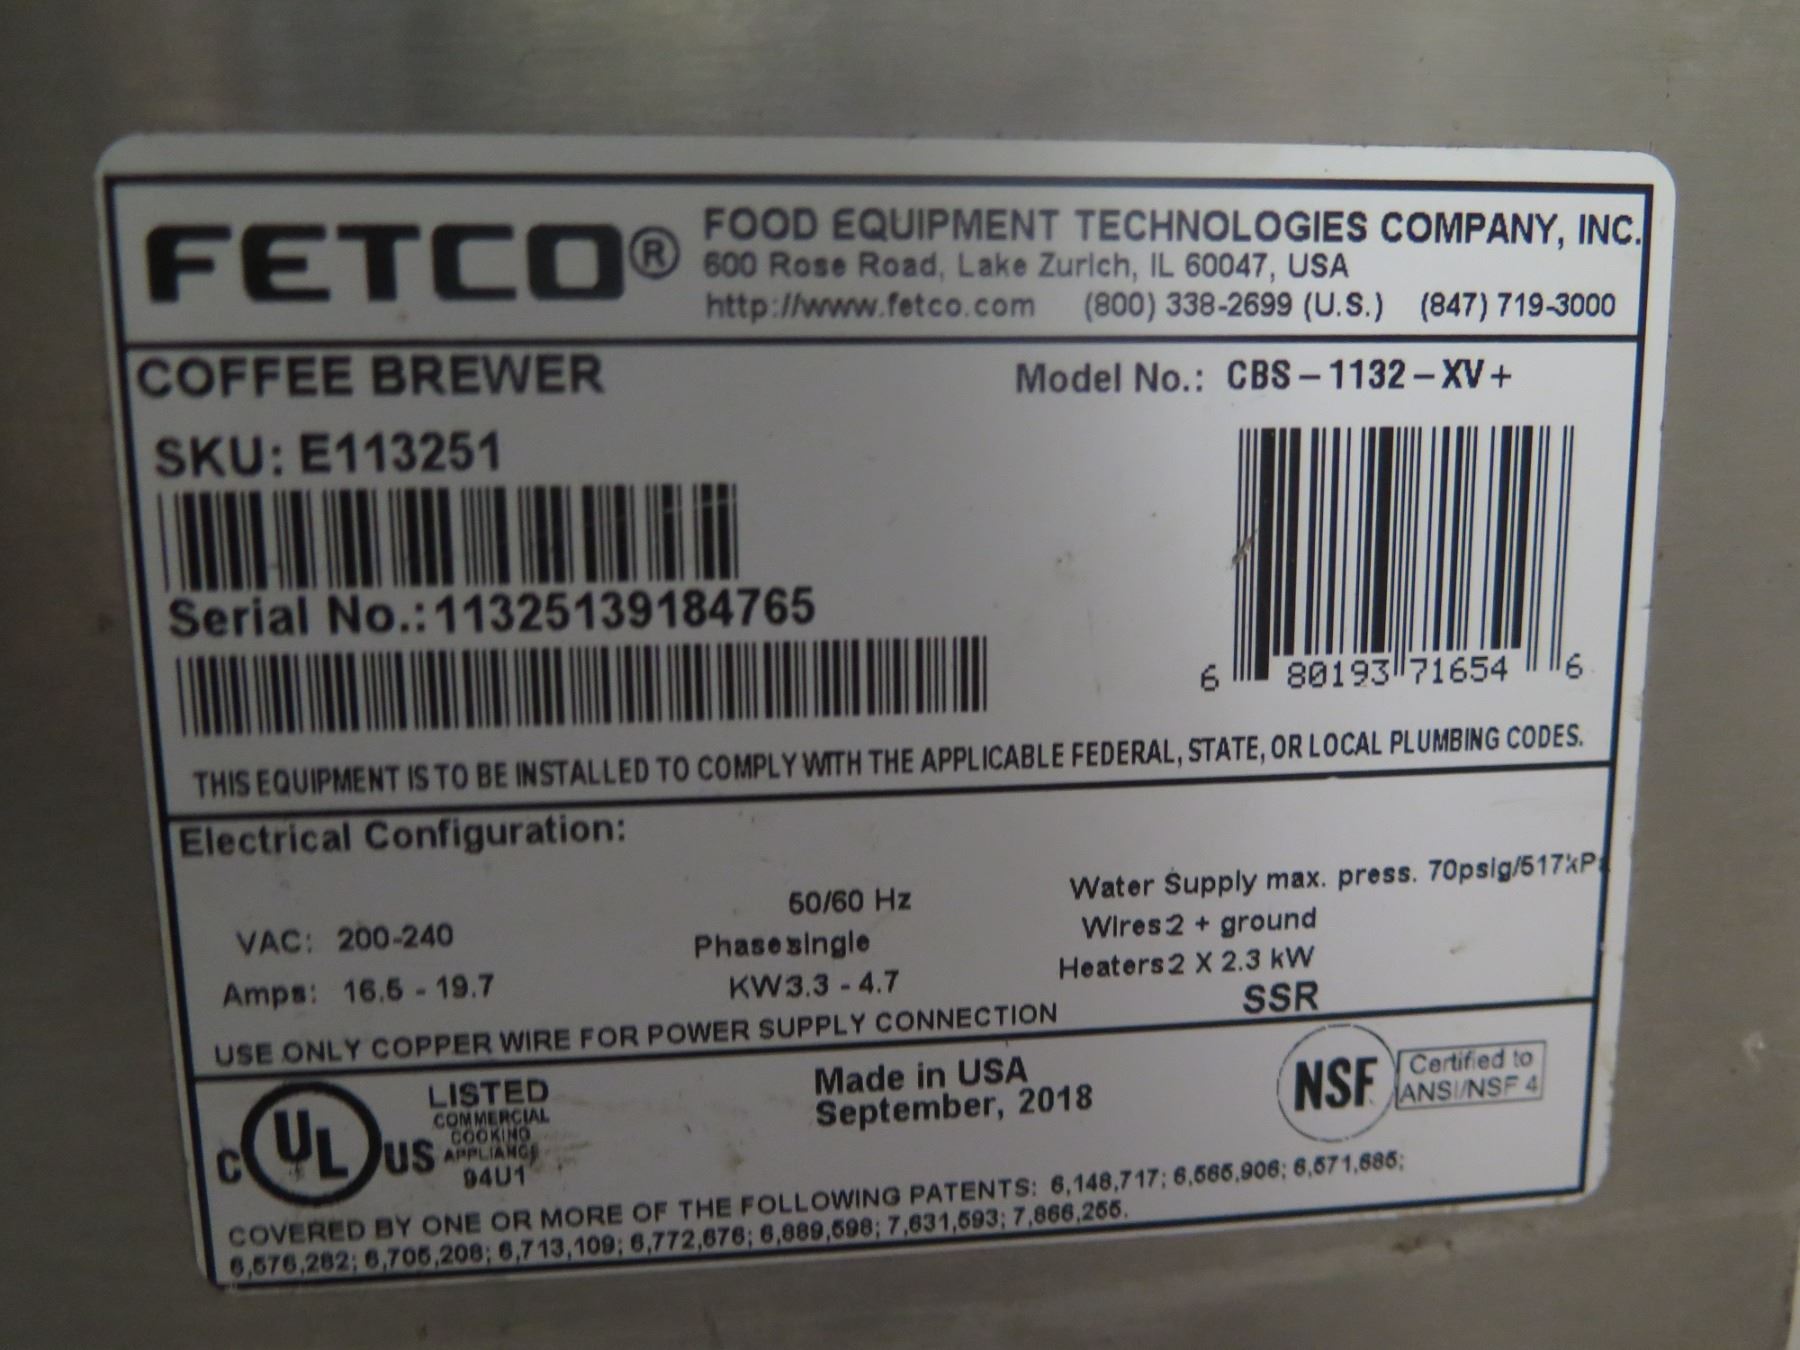 FETCO® FOOD EQUIPMENT TECHNOLOGIES COMPANY, INC.
600 Rose Road, Lake Zurich, IL 60047, USA
http://www.fetco.com (800) 338-2699 (U.S.) (847) 719-3000
COFFEE BREWER
Model No.: CBS-1132-XV+
SKU: E113251
Serial No.:11325139184765
6 80193 71654 6
THIS EQUIPMENT IS TO BE INSTALLED TO COMPLY WITH THE APPLICABLE FEDERAL, STATE, OR LOCAL PLUMBING CODES.
Electrical Configuration:
50/60 Hz
Water Supply max. press. 70psig/517kPa
VAC: 200-240
Phase single
Wires 2 + ground
Amps: 16.5 - 19.7
KW 3.3 - 4.7
Heaters 2 X 2.3 kW
SSR
USE ONLY COPPER WIRE FOR POWER SUPPLY CONNECTION
C UL US
LISTED
COMMERCIAL
COOKING
APPLIANCE
94U1
Made in USA
September, 2018
NSF
Certified to
ANSI/NSF 4
COVERED BY ONE OR MORE OF THE FOLLOWING PATENTS: 6,148,717; 6,565,906; 6,571,685;
6,576,282; 6,705,208; 6,713,109; 6,772,676; 6,889,598; 7,631,593; 7,866,255.